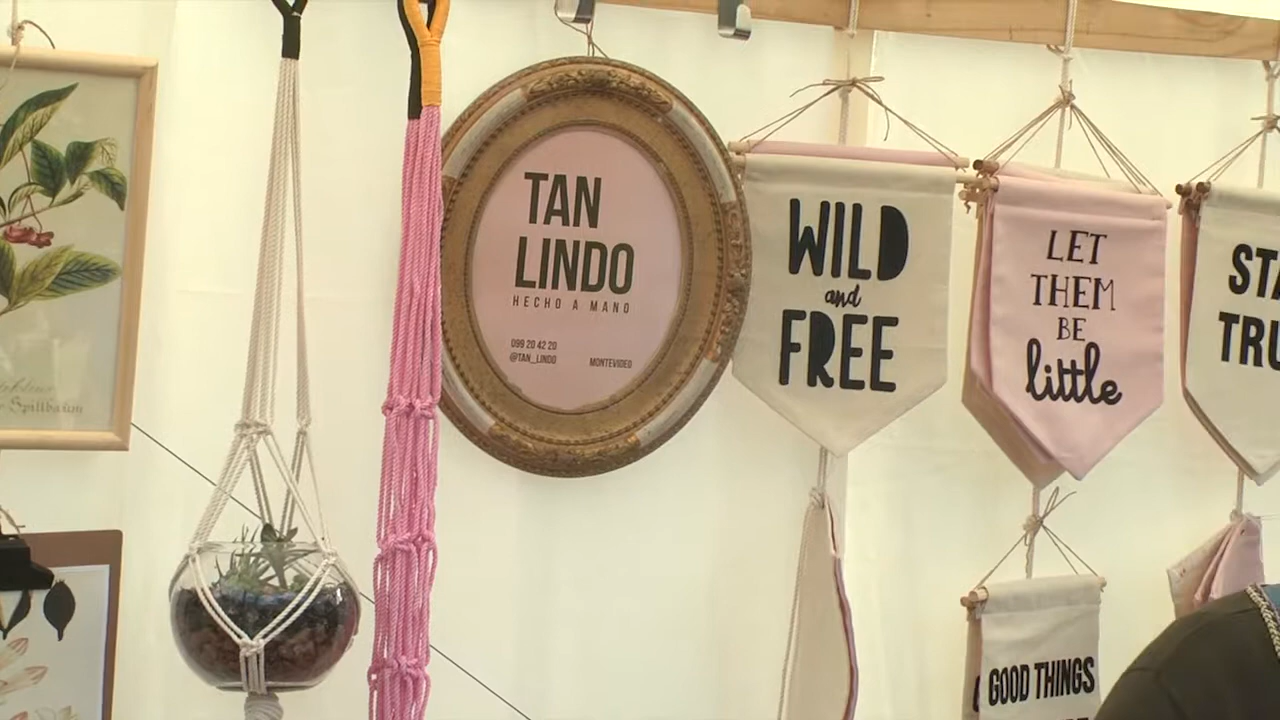 TAN
LINDO
HECHO A MANO
099 20 42 20
@TAN_LINDO
MONTEVIDEO
WILD
and
FREE
LET
THEM
BE
little
GOOD THINGS
Spillbaum